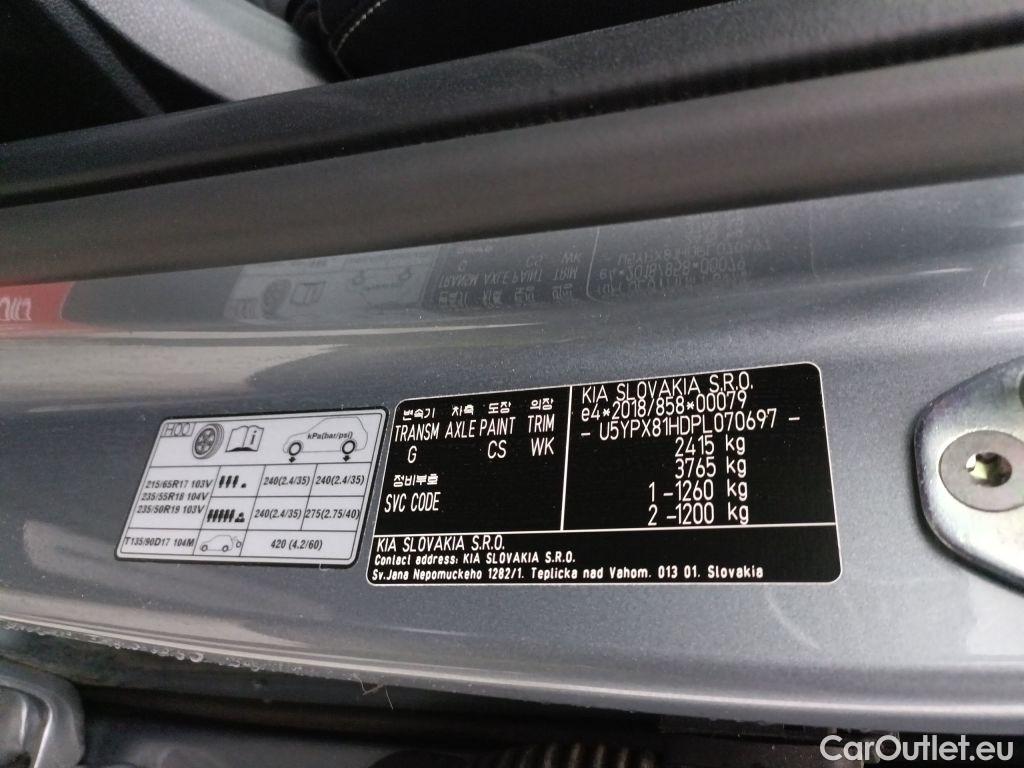 H00
kPa(bar/psi)
215/65R17 103V
235/55R18 104V
235/50R19 103V
240(2.4/35) 240(2.4/35)
240(2.4/35) 275(2.75/40)
T135/90D17 104M
420 (4.2/60)
변속기 차축 도장 의장
TRANSM AXLE PAINT TRIM
G CS WK
정비부호
SVC CODE
KIA SLOVAKIA S.R.O.
e4*2018/858*00079
- U5YPX81HDPL070697 -
2415 kg
3765 kg
1 -1260 kg
2 -1200 kg
KIA SLOVAKIA S.R.O.
Contact address: KIA SLOVAKIA S.R.O.
Sv.Jana Nepomuckeho 1282/1. Teplicka nad Vahom. 013 01. Slovakia
CarOutlet.eu